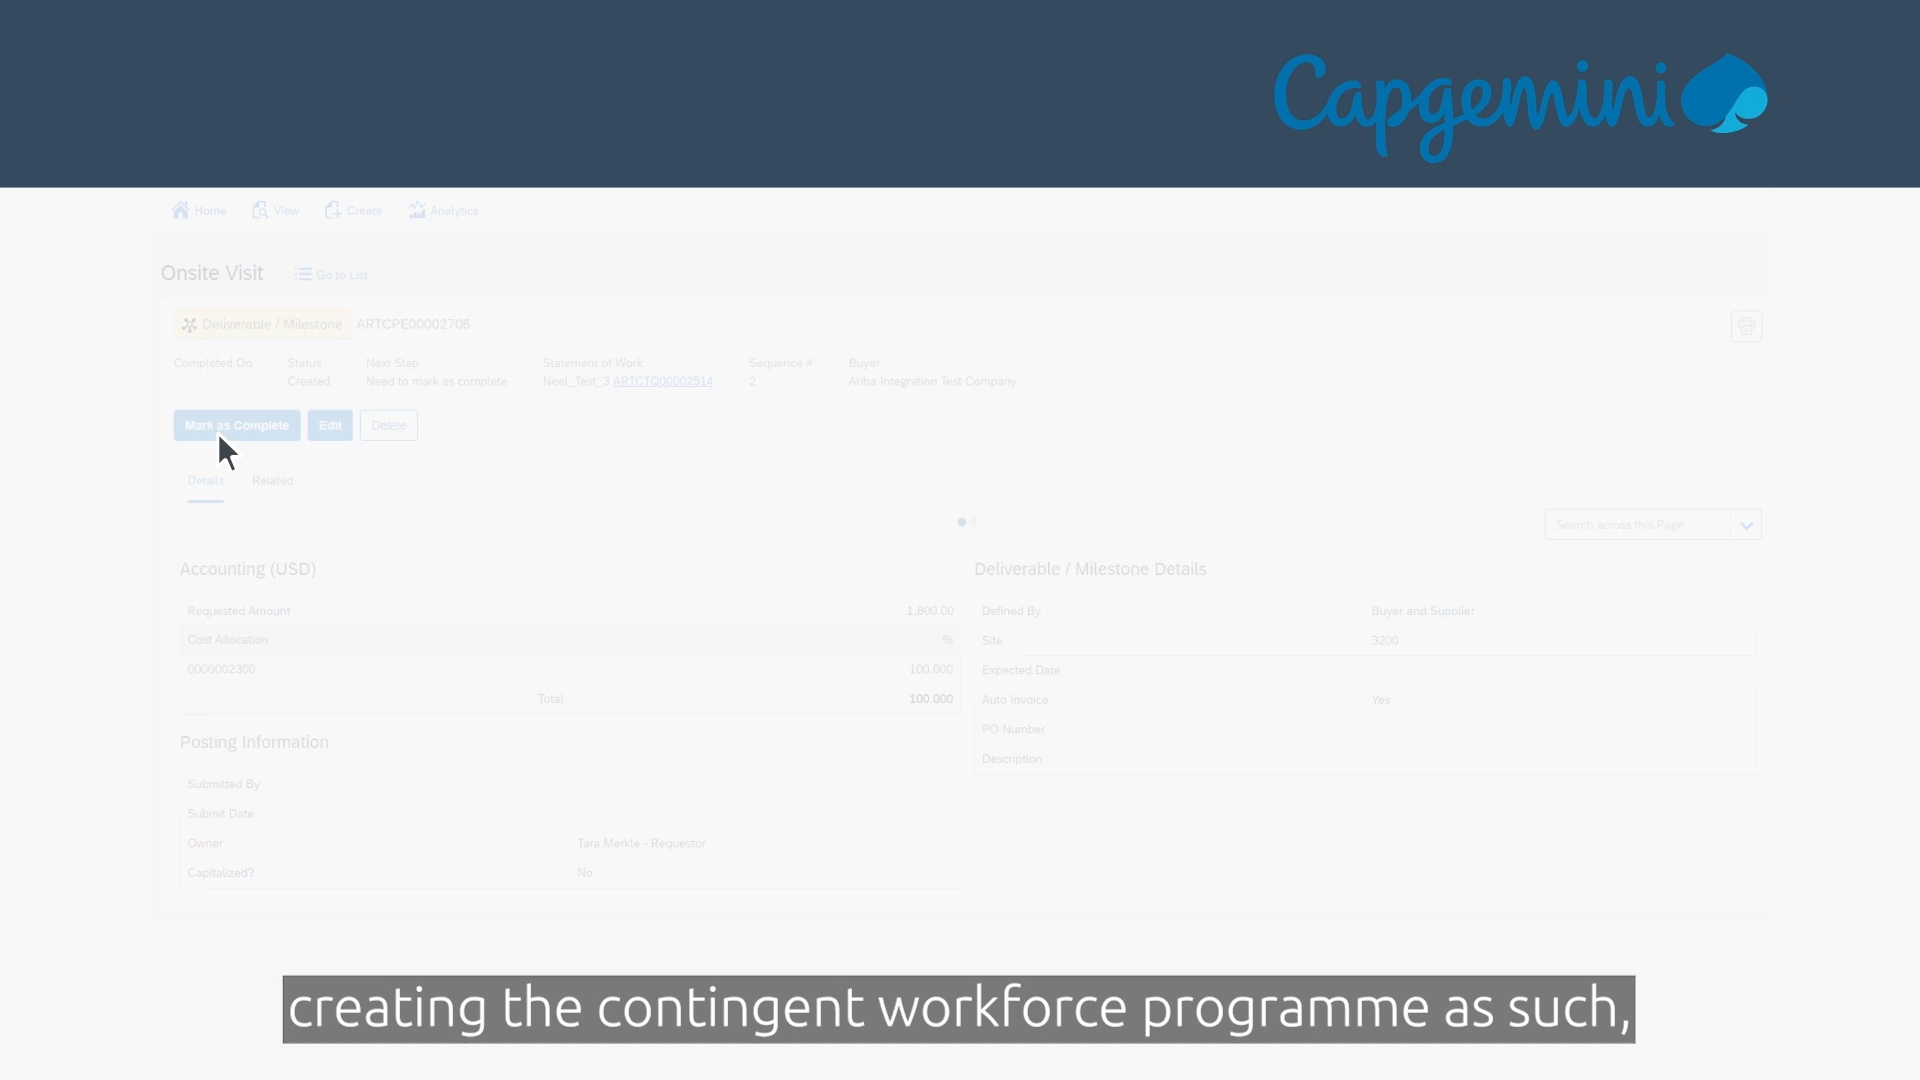 Capgemini
Home View Create Analytics
Onsite Visit Go to List
Deliverable / Milestone ARTCPE00002706
Completed On Status Next Step Statement of Work Sequence # Buyer
Created Need to mark as complete Neel_Test_3 ARTCTQ00002514 2 Ariba Integration Test Company
Mark as Complete Edit Delete
Details Related
Search across this Page
Accounting (USD)
Requested Amount 1,800.00
Cost Allocation %
0000002300 100.000
Total 100.000
Posting Information
Submitted By
Submit Date
Owner Tara Merkle - Requestor
Capitalized? No
Deliverable / Milestone Details
Defined By Buyer and Supplier
Site 3200
Expected Date
Auto Invoice Yes
PO Number
Description
creating the contingent workforce programme as such,